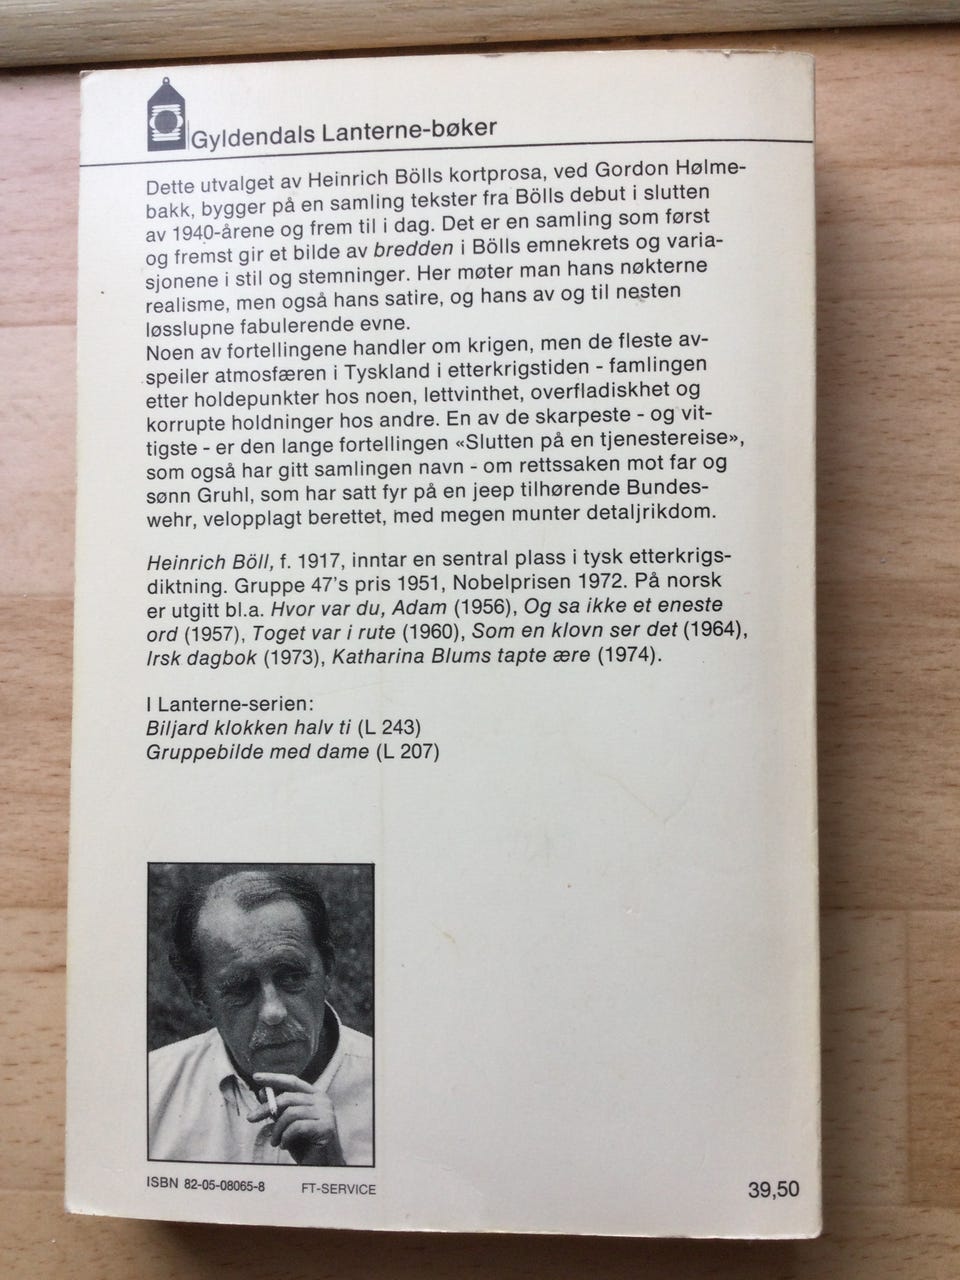 Gyldendals Lanterne-bøker
Dette utvalget av Heinrich Bölls kortprosa, ved Gordon Hølme-
bakk, bygger på en samling tekster fra Bölls debut i slutten
av 1940-årene og frem til i dag. Det er en samling som først
og fremst gir et bilde av bredden i Bölls emnekrets og varia-
sjonene i stil og stemninger. Her møter man hans nøkterne
realisme, men også hans satire, og hans av og til nesten
løsslupne fabulerende evne.
Noen av fortellingene handler om krigen, men de fleste av-
speiler atmosfæren i Tyskland i etterkrigstiden - famlingen
etter holdepunkter hos noen, lettvinthet, overfladiskhet og
korrupte holdninger hos andre. En av de skarpeste - og vit-
tigste - er den lange fortellingen «Slutten på en tjenestereise»,
som også har gitt samlingen navn - om rettssaken mot far og
sønn Gruhl, som har satt fyr på en jeep tilhørende Bundes-
wehr, velopplagt berettet, med megen munter detaljrikdom.
Heinrich Böll, f. 1917, inntar en sentral plass i tysk etterkrigs-
diktning. Gruppe 47's pris 1951, Nobelprisen 1972. På norsk
er utgitt bl.a. Hvor var du, Adam (1956), Og sa ikke et eneste
ord (1957), Toget var i rute (1960), Som en klovn ser det (1964),
Irsk dagbok (1973), Katharina Blums tapte ære (1974).
I Lanterne-serien:
Biljard klokken halv ti (L 243)
Gruppebilde med dame (L 207)
ISBN 82-05-08065-8 FT-SERVICE
39,50